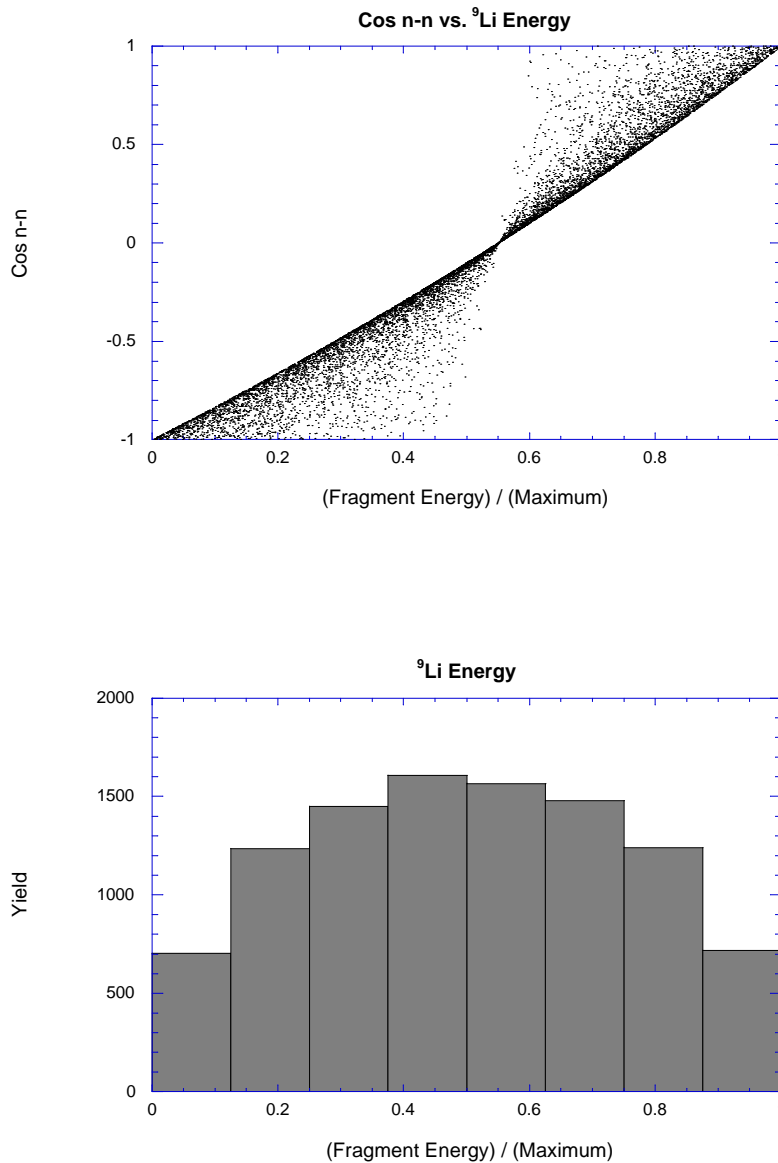 Cos n-n vs. ⁹Li Energy
1
0.5
0
-0.5
-1
Cos n-n
0 0.2 0.4 0.6 0.8
(Fragment Energy) / (Maximum)
⁹Li Energy
2000
1500
1000
500
0
Yield
0 0.2 0.4 0.6 0.8
(Fragment Energy) / (Maximum)